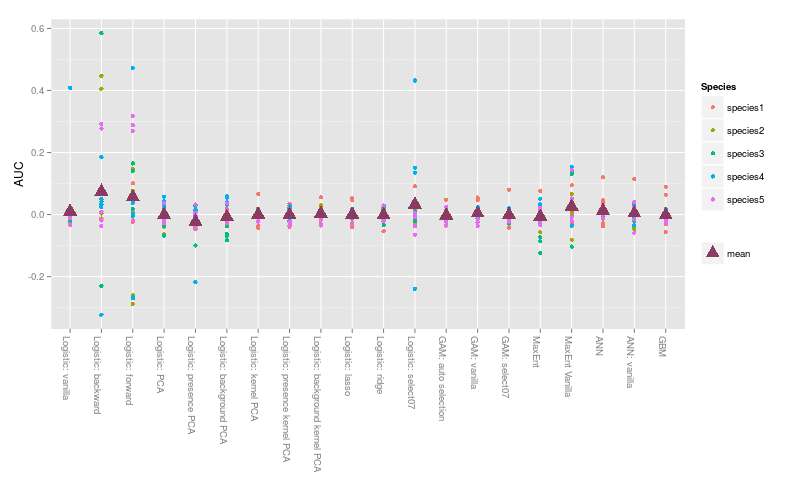 AUC
0.6
0.4
0.2
0.0
-0.2
Logistic: vanilla
Logistic: backward
Logistic: forward
Logistic: PCA
Logistic: presence PCA
Logistic: background PCA
Logistic: kernel PCA
Logistic: presence kernel PCA
Logistic: background kernel PCA
Logistic: lasso
Logistic: ridge
Logistic: select07
GAM: auto selection
GAM: vanilla
GAM: select07
MaxEnt
MaxEnt Vanilla
ANN
ANN: vanilla
GBM
Species
species1
species2
species3
species4
species5
mean